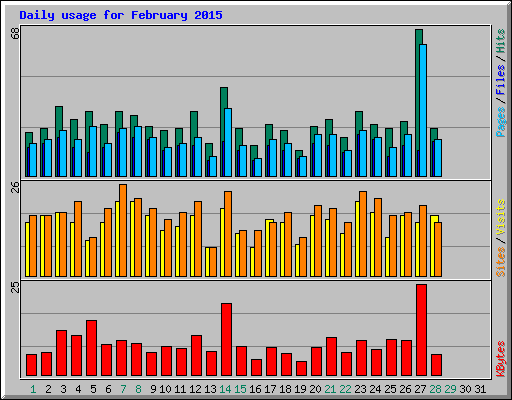 Daily usage for February 2015
68
Pages / Files / Hits
26
Sites / Visits
25
KBytes
1 2 3 4 5 6 7 8 9 10 11 12 13 14 15 16 17 18 19 20 21 22 23 24 25 26 27 28 29 30 31